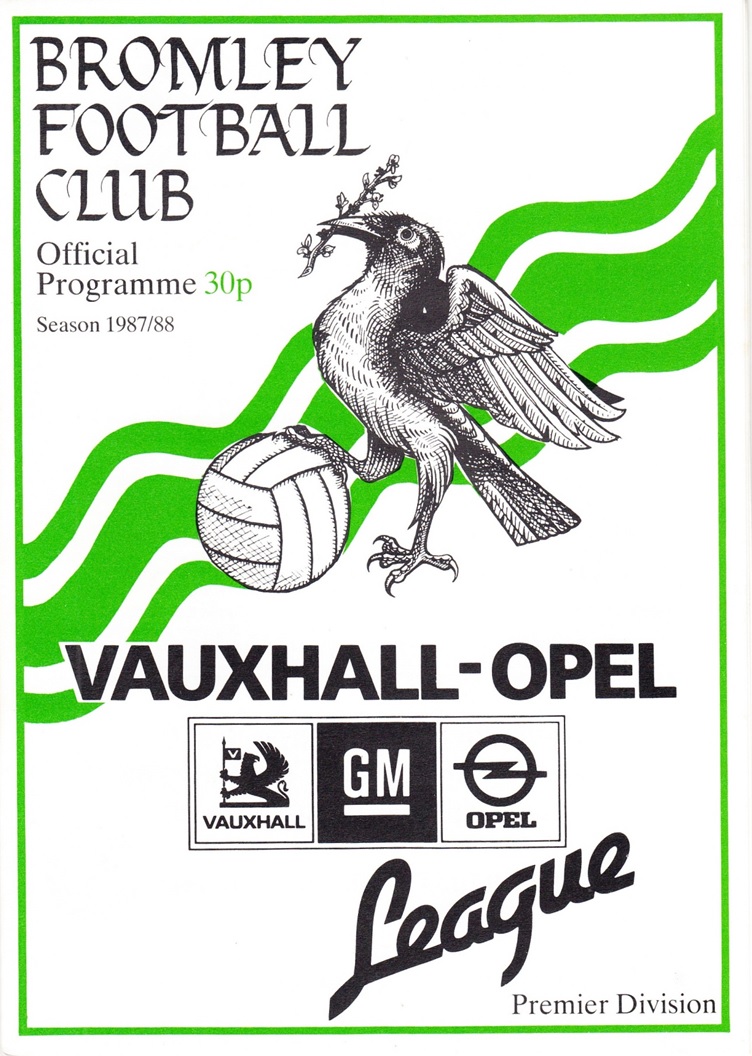 BROMLEY
FOOTBALL
CLUB
Official
Programme 30p
Season 1987/88
VAUXHALL-OPEL
V
VAUXHALL
GM
OPEL
League
Premier Division